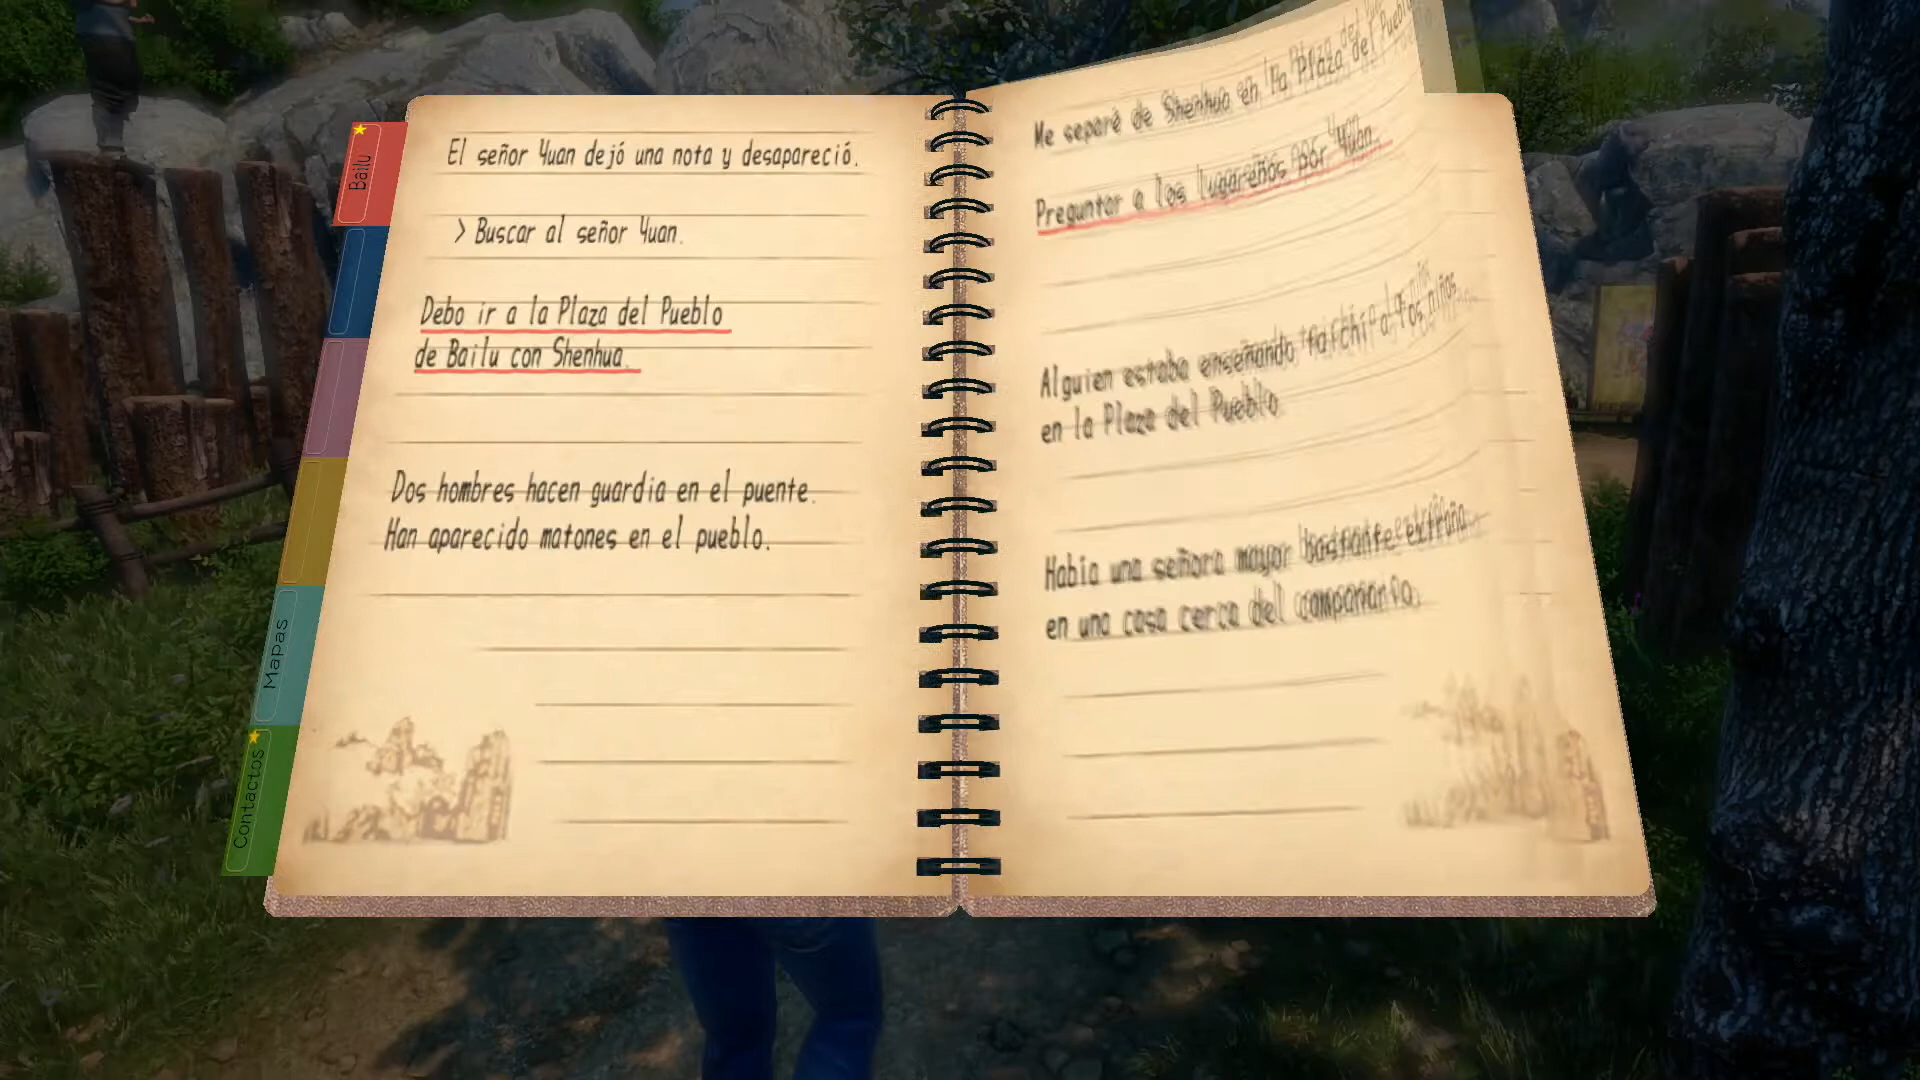 El señor Yuan dejó una nota y desapareció.
> Buscar al señor Yuan.
Debo ir a la Plaza del Pueblo
de Bailu con Shenhua.
Dos hombres hacen guardia en el puente.
Han aparecido matones en el pueblo.
Me separé de Shenhua en la Plaza del Pueblo
Preguntar a los lugareños por Yuan.
Alguien estaba enseñando taichí a los niños
en la Plaza del Pueblo
Había una señora mayor bastante extraña
en una casa cerca del campanario.
Bailu
Mapas
Contactos